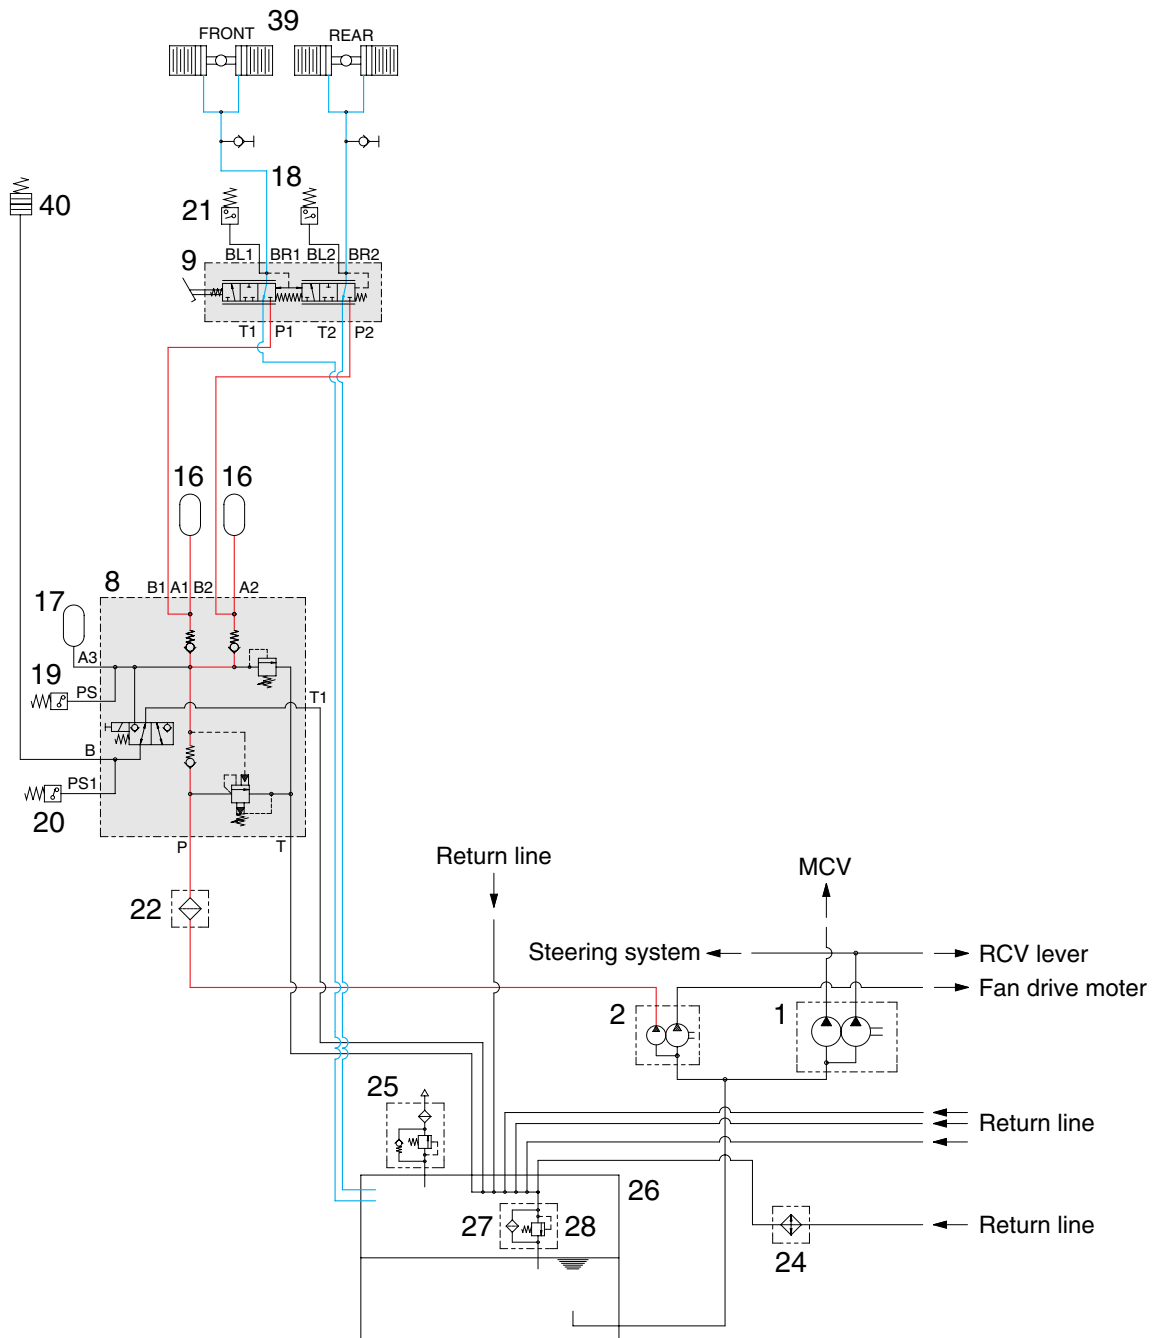 39
FRONT
REAR
18
40
21
9
BL1 BR1 BL2 BR2
T1 P1 T2 P2
16 16
8
B1 A1 B2 A2
17
A3
19
PS
T1
B
PS1
20
P
T
22
Return line
MCV
Steering system
RCV lever
Fan drive moter
2
1
25
Return line
26
27
28
24
Return line